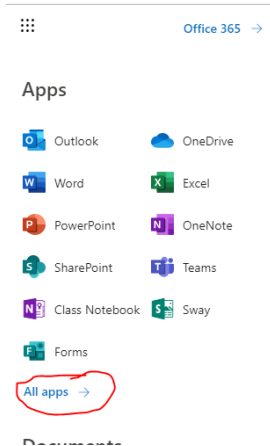 Office 365 →
Apps
Outlook OneDrive
Word Excel
PowerPoint OneNote
SharePoint Teams
Class Notebook Sway
Forms
All apps →
Documents